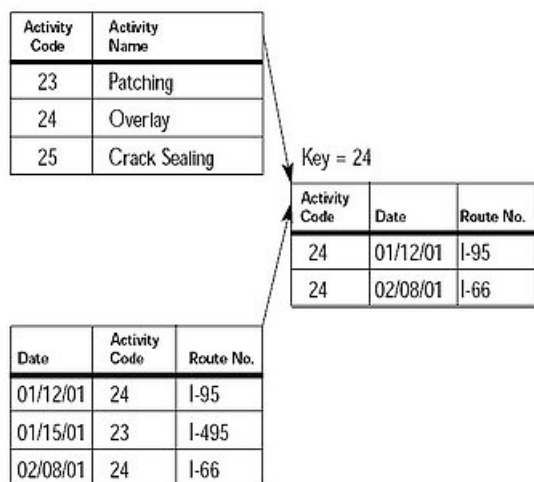 Activity Code Activity Name
23 Patching
24 Overlay
25 Crack Sealing
Key = 24
Activity Code Date Route No.
24 01/12/01 I-95
24 02/08/01 I-66
Date Activity Code Route No.
01/12/01 24 I-95
01/15/01 23 I-495
02/08/01 24 I-66